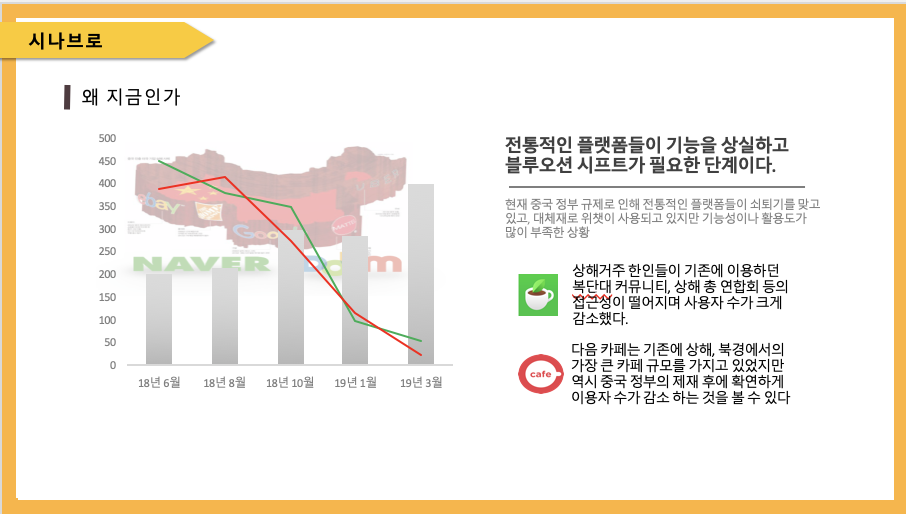 시나브로
왜 지금인가
500
450
400
350
300
250
200
150
100
50
0
ebay
Goo
NAVER
D m
18년 6월
18년 8월
18년 10월
19년 1월
19년 3월
전통적인 플랫폼들이 기능을 상실하고
블루오션 시프트가 필요한 단계이다.
현재 중국 정부 규제로 인해 전통적인 플랫폼들이 쇠퇴기를 맞고
있고, 대체재로 위챗이 사용되고 있지만 기능성이나 활용도가
많이 부족한 상황
상해거주 한인들이 기존에 이용하던
복단대 커뮤니티, 상해 총 연합회 등의
접근성이 떨어지며 사용자 수가 크게
감소했다.
cafe
다음 카페는 기존에 상해, 북경에서의
가장 큰 카페 규모를 가지고 있었지만
역시 중국 정부의 제재 후에 확연하게
이용자 수가 감소 하는 것을 볼 수 있다